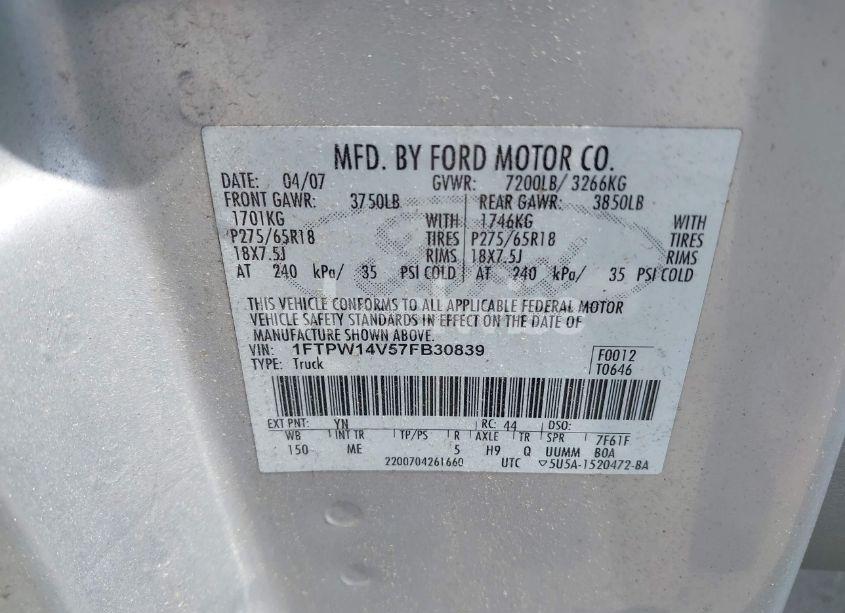 MFD. BY FORD MOTOR CO.
DATE: 04/07 GVWR: 7200LB/ 3266KG
FRONT GAWR: 3750LB REAR GAWR: 3850LB
1701KG WITH 1746KG WITH
P275/65R18 TIRES P275/65R18 TIRES
18X7.5J RIMS 18X7.5J RIMS
AT 240 kPa/ 35 PSI COLD AT 240 kPa/ 35 PSI COLD
THIS VEHICLE CONFORMS TO ALL APPLICABLE FEDERAL MOTOR
VEHICLE SAFETY STANDARDS IN EFFECT ON THE DATE OF
MANUFACTURE SHOWN ABOVE.
VIN: 1FTPW14V57FB30839 F0012
TYPE: Truck T0646
EXT PNT: YN RC: 44 DSO:
WB INT TR TP/PS R AXLE TR SPR 7F61F
150 ME 5 H9 Q UUMM BOA
2200704261660 UTC ▽5U5A-1520472-BA